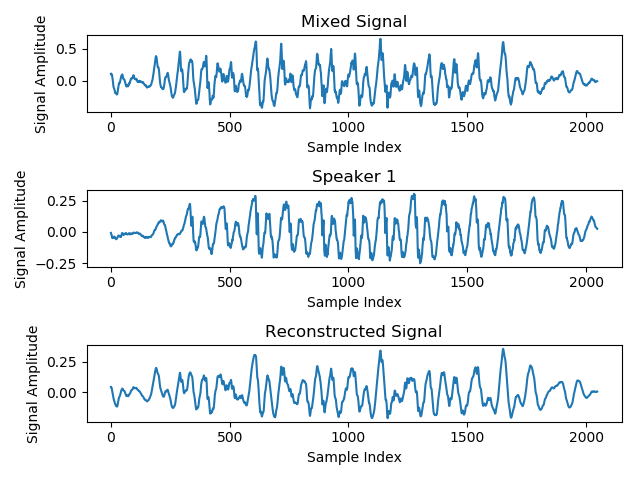 Mixed Signal
Signal Amplitude
0.5
0.0
0 500 1000 1500 2000
Sample Index
Speaker 1
Signal Amplitude
0.25
0.00
−0.25
0 500 1000 1500 2000
Sample Index
Reconstructed Signal
Signal Amplitude
0.25
0.00
0 500 1000 1500 2000
Sample Index